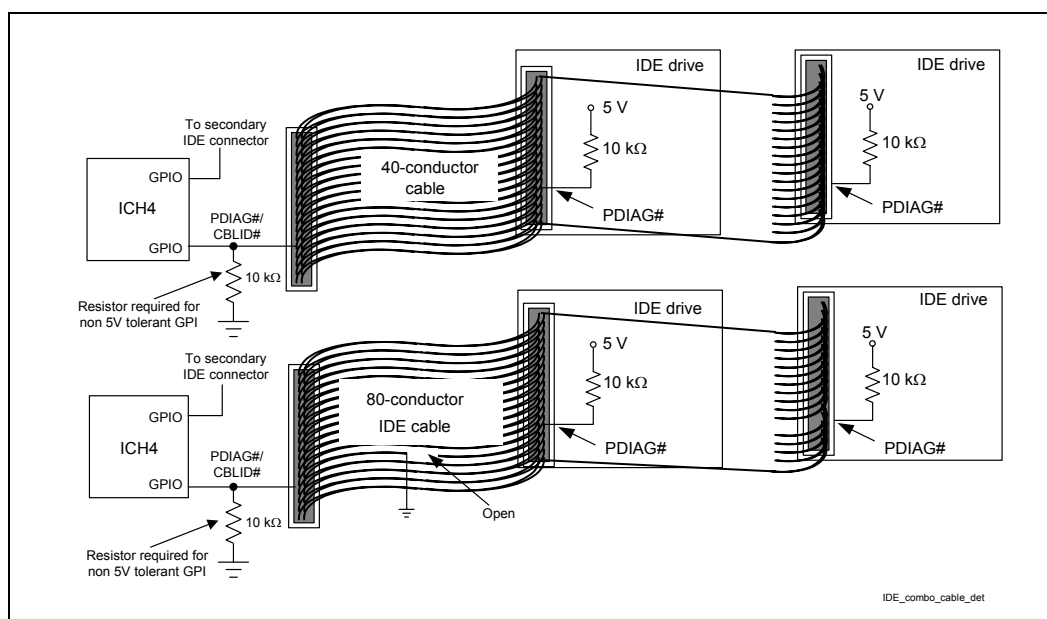 IDE drive
IDE drive
5 V
5 V
To secondary
IDE connector
10 kΩ
10 kΩ
40-conductor
cable
GPIO
ICH4
PDIAG#/
CBLID#
PDIAG#
PDIAG#
GPIO
10 kΩ
Resistor required for
non 5V tolerant GPI
IDE drive
IDE drive
5 V
5 V
To secondary
IDE connector
10 kΩ
10 kΩ
80-conductor
IDE cable
GPIO
ICH4
PDIAG#/
CBLID#
PDIAG#
PDIAG#
GPIO
Open
10 kΩ
Resistor required for
non 5V tolerant GPI
IDE_combo_cable_det